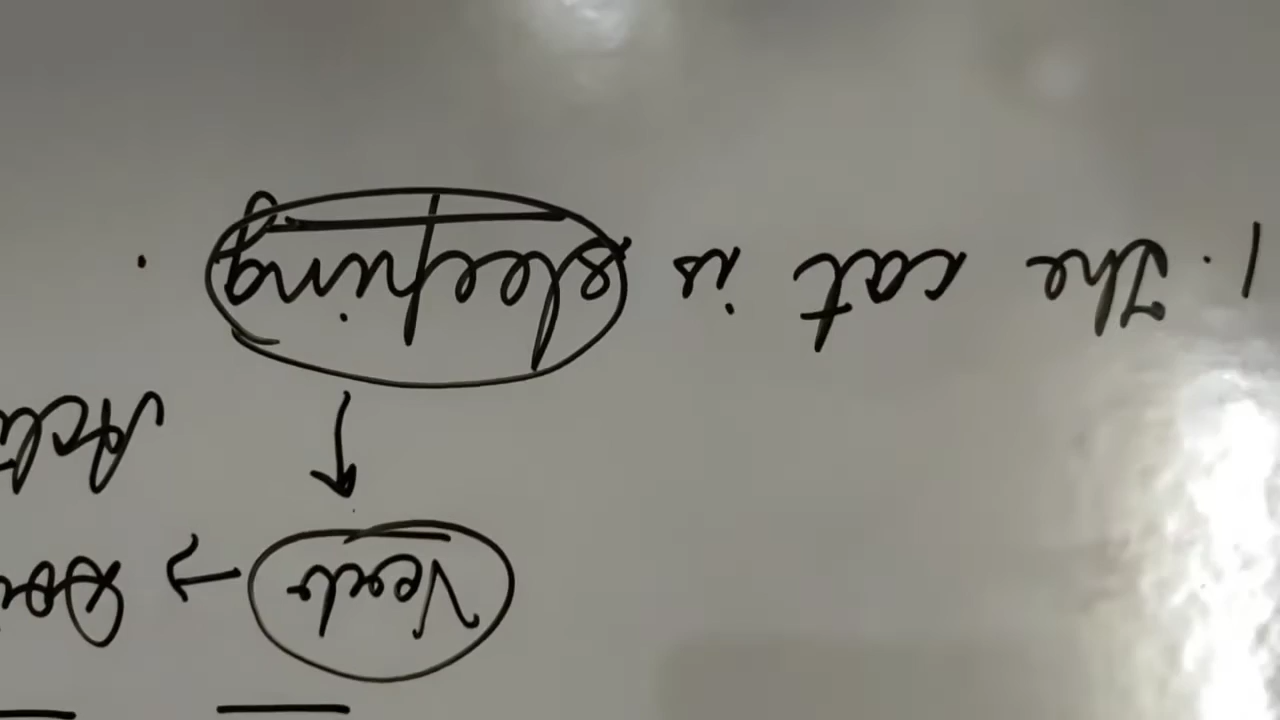 Verb →
1. The cat is sleeping .